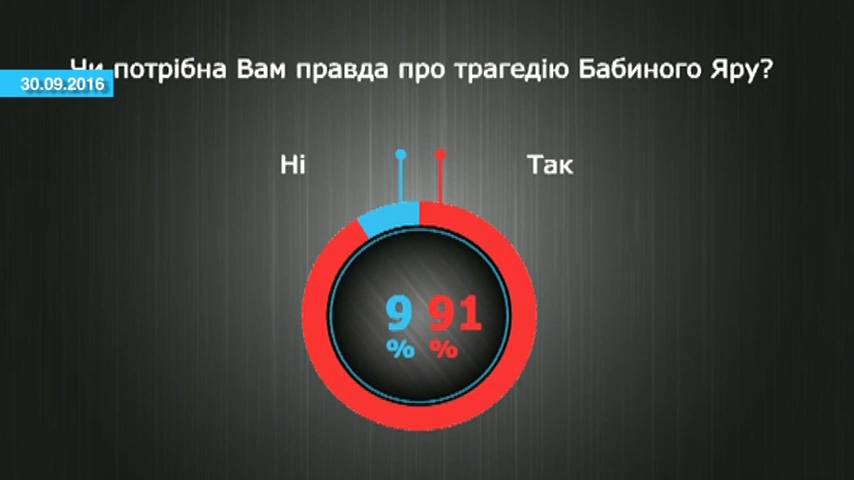 Чи потрібна Вам правда про трагедію Бабиного Яру?
30.09.2016
Ні
Так
9 91
% %